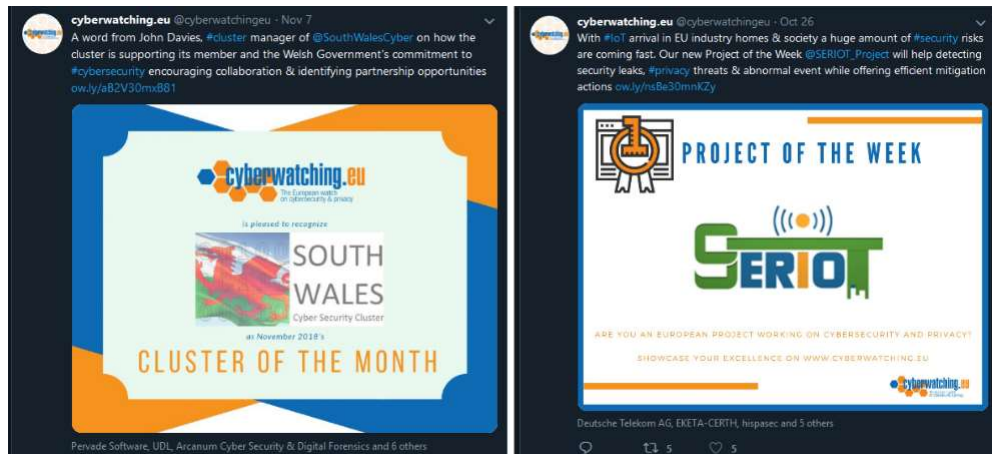 cyberwatching.eu @cyberwatchingeu · Nov 7
A word from John Davies, #cluster manager of @SouthWalesCyber on how the
cluster is supporting its member and the Welsh Government's commitment to
#cybersecurity encouraging collaboration & identifying partnership opportunities
ow.ly/aB2V30mxB81
cyberwatching.eu
The European watch
on cybersecurity & privacy
is pleased to recognize
SOUTH
WALES
Cyber Security Cluster
as November 2018's
CLUSTER OF THE MONTH
Pervade Software, UDL, Arcanum Cyber Security & Digital Forensics and 6 others
cyberwatching.eu @cyberwatchingeu · Oct 26
With #IoT arrival in EU industry homes & society a huge amount of #security risks
are coming fast. Our new Project of the Week @SERIOT_Project will help detecting
security leaks, #privacy threats & abnormal event while offering efficient mitigation
actions ow.ly/nsBe30mnKZy
PROJECT OF THE WEEK
SERIOT
ARE YOU AN EUROPEAN PROJECT WORKING ON CYBERSECURITY AND PRIVACY?
SHOWCASE YOUR EXCELLENCE ON WWW.CYBERWATCHING.EU
cyberwatching.eu
Deutsche Telekom AG, EKETA-CERTH, hispasec and 5 others
5 5